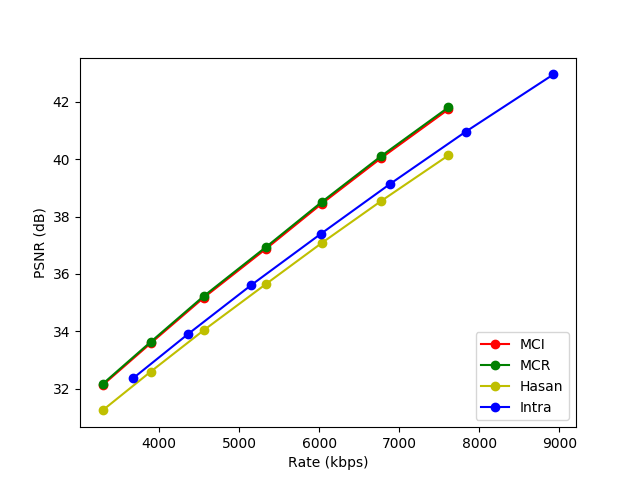 42
40
38
36
34
32
PSNR (dB)
MCI
MCR
Hasan
Intra
4000 5000 6000 7000 8000 9000
Rate (kbps)